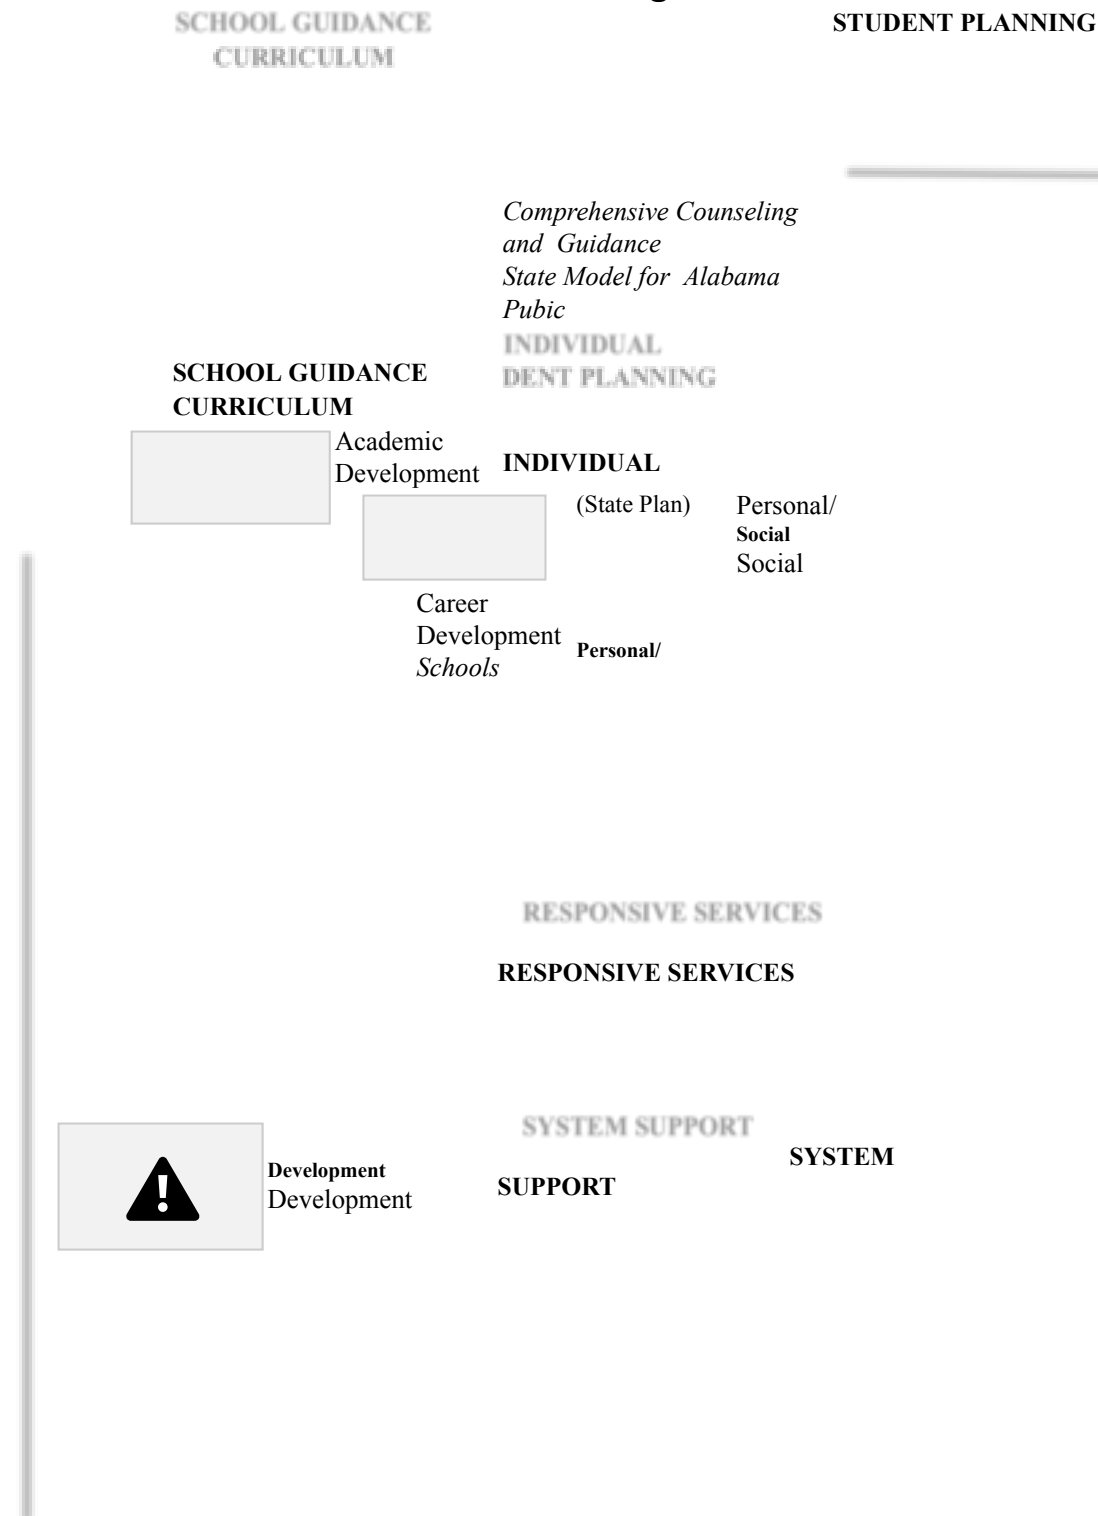 SCHOOL GUIDANCE
CURRICULUM
STUDENT PLANNING
Comprehensive Counseling
and Guidance
State Model for Alabama
Pubic
INDIVIDUAL
DENT PLANNING
SCHOOL GUIDANCE
CURRICULUM
Academic
Development
INDIVIDUAL
(State Plan)
Personal/
Social
Social
Career
Development
Schools
Personal/
RESPONSIVE SERVICES
RESPONSIVE SERVICES
SYSTEM SUPPORT
SYSTEM
SUPPORT
Development
Development